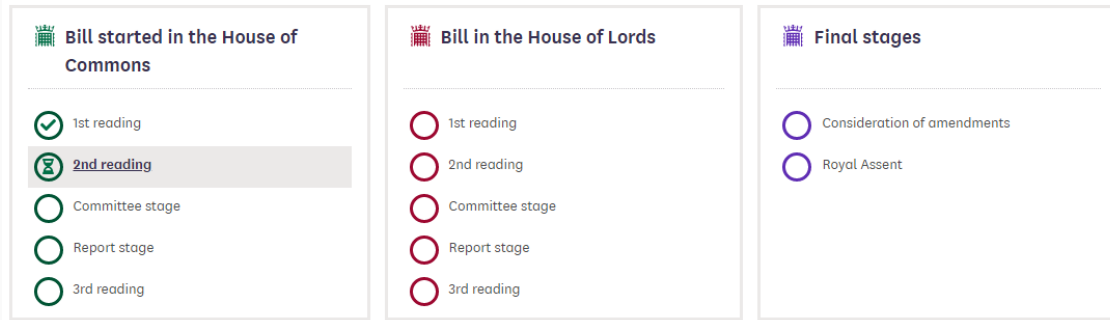 Bill started in the House of
Commons
1st reading
2nd reading
Committee stage
Report stage
3rd reading
Bill in the House of Lords
1st reading
2nd reading
Committee stage
Report stage
3rd reading
Final stages
Consideration of amendments
Royal Assent